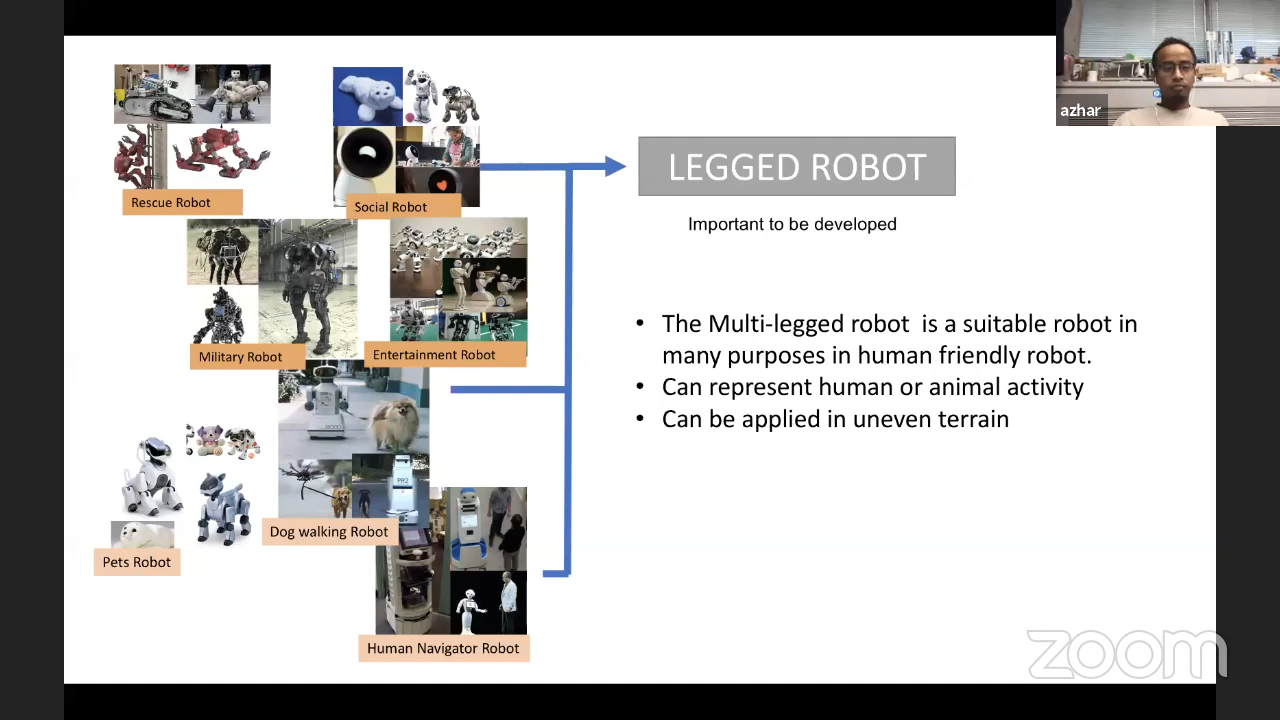 azhar
LEGGED ROBOT
Important to be developed
Rescue Robot
Social Robot
Military Robot
Entertainment Robot
• The Multi-legged robot  is a suitable robot in
many purposes in human friendly robot.
• Can represent human or animal activity
• Can be applied in uneven terrain
PR2
Dog walking Robot
Pets Robot
Human Navigator Robot
zoom